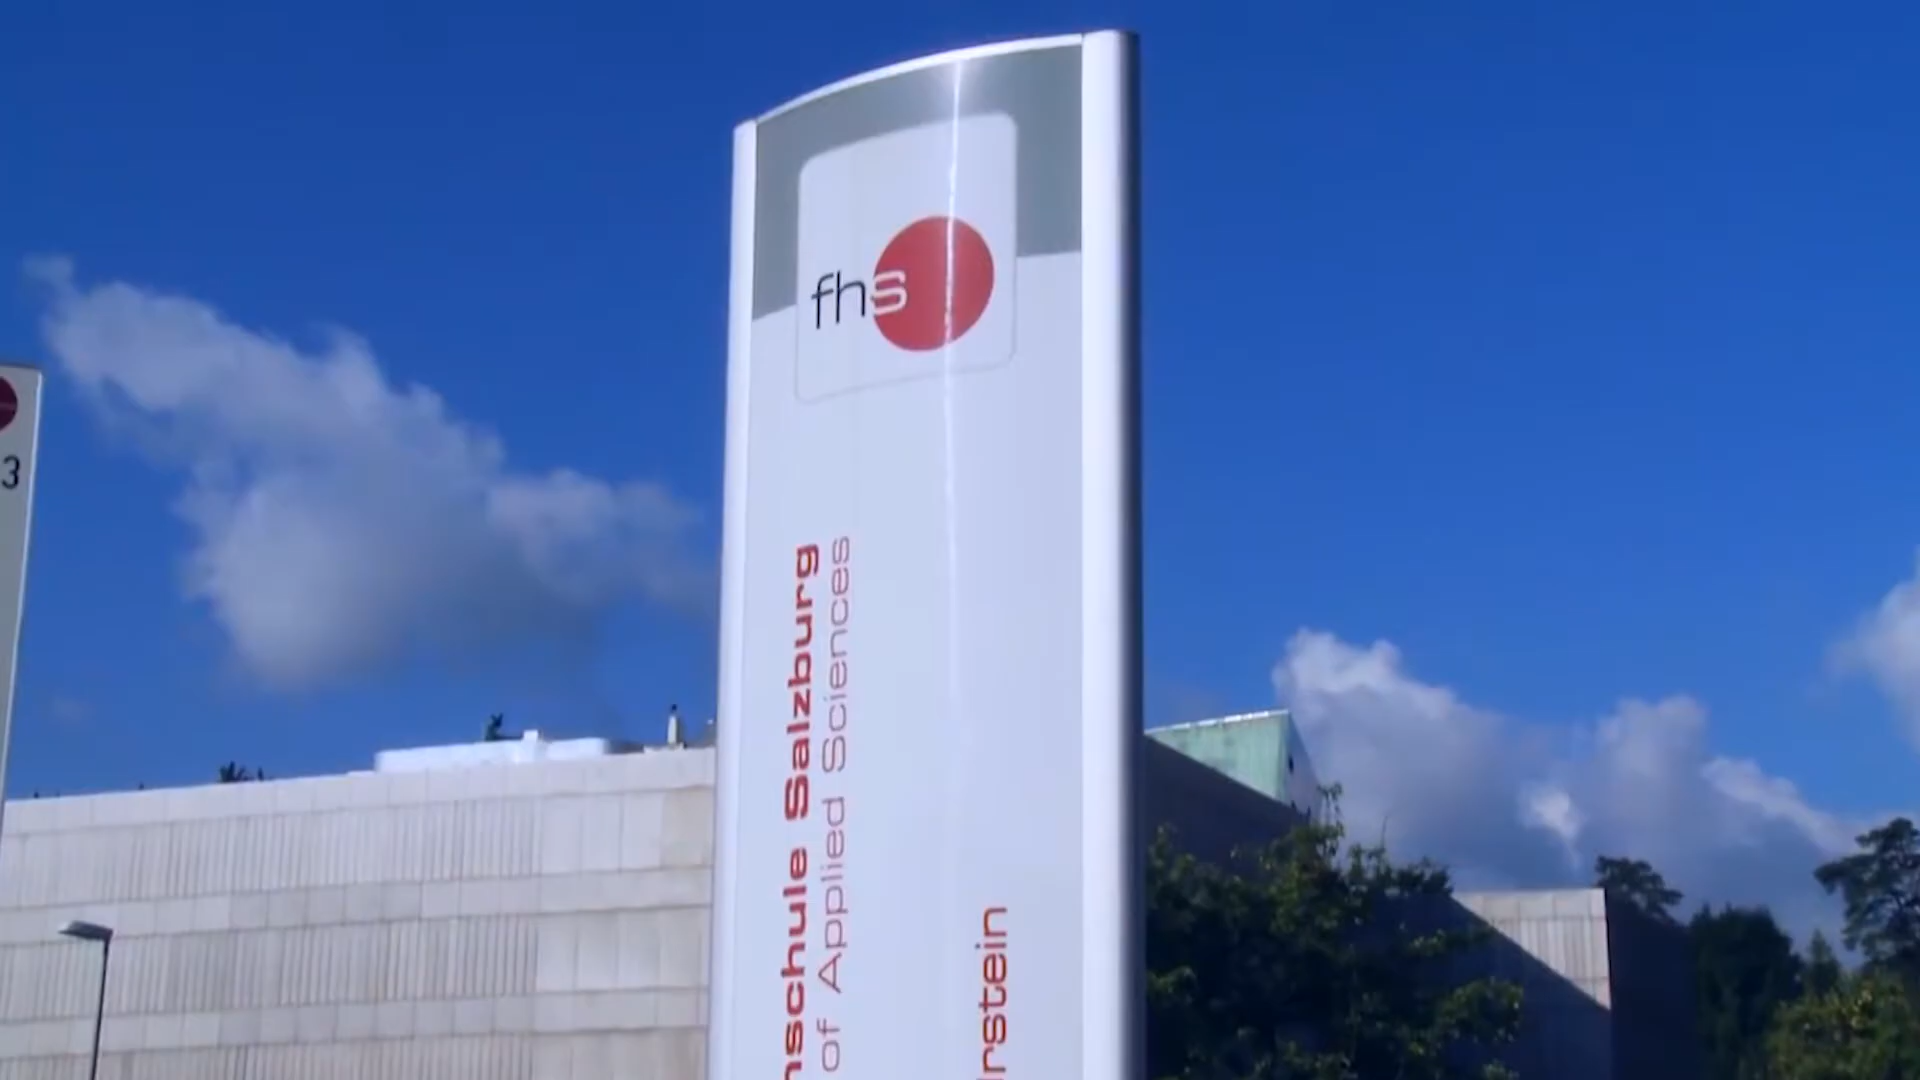 fhs
3
nschule Salzburg
of Applied Sciences
rstein